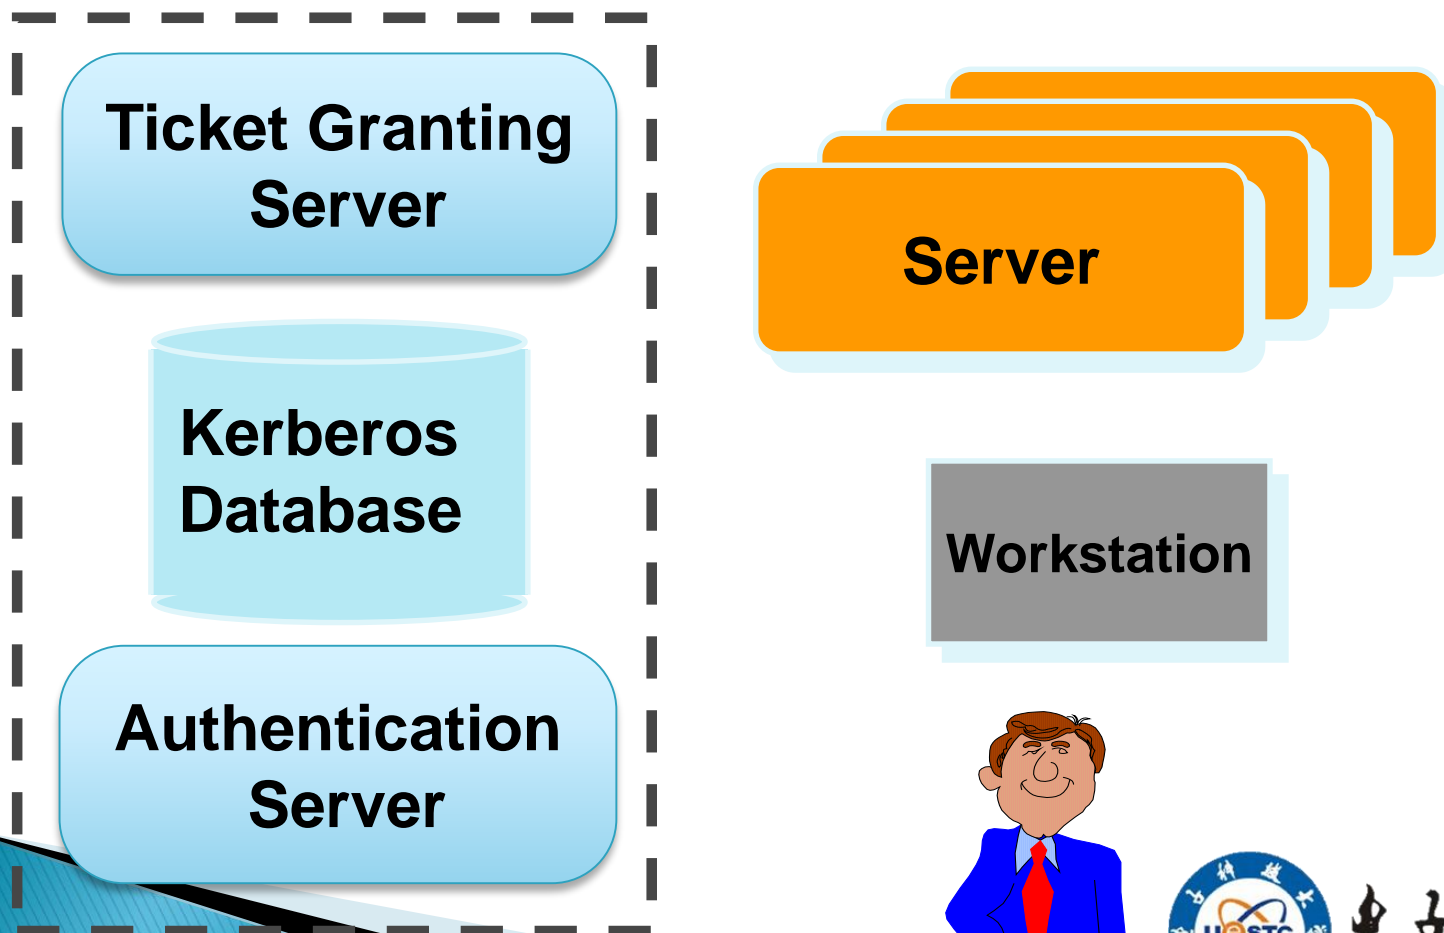 Ticket Granting
Server
Server
Kerberos
Database
Workstation
Authentication
Server